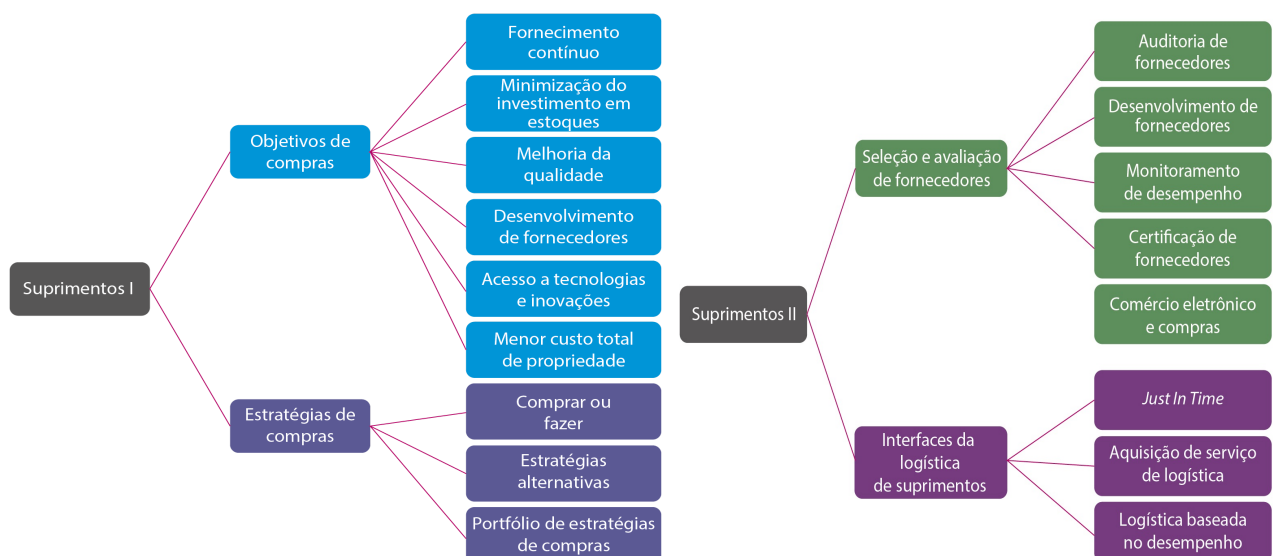 Suprimentos I
Objetivos de
compras
Fornecimento
contínuo
Minimização do
investimento em
estoques
Melhoria da
qualidade
Desenvolvimento
de fornecedores
Acesso a tecnologias
e inovações
Menor custo total
de propriedade
Estratégias de
compras
Comprar ou
fazer
Estratégias
alternativas
Portfólio de estratégias
de compras
Suprimentos II
Seleção e avaliação
de fornecedores
Auditoria de
fornecedores
Desenvolvimento de
fornecedores
Monitoramento
de desempenho
Certificação de
fornecedores
Comércio eletrônico
e compras
Interfaces da
logística
de suprimentos
Just In Time
Aquisição de serviço
de logística
Logística baseada
no desempenho